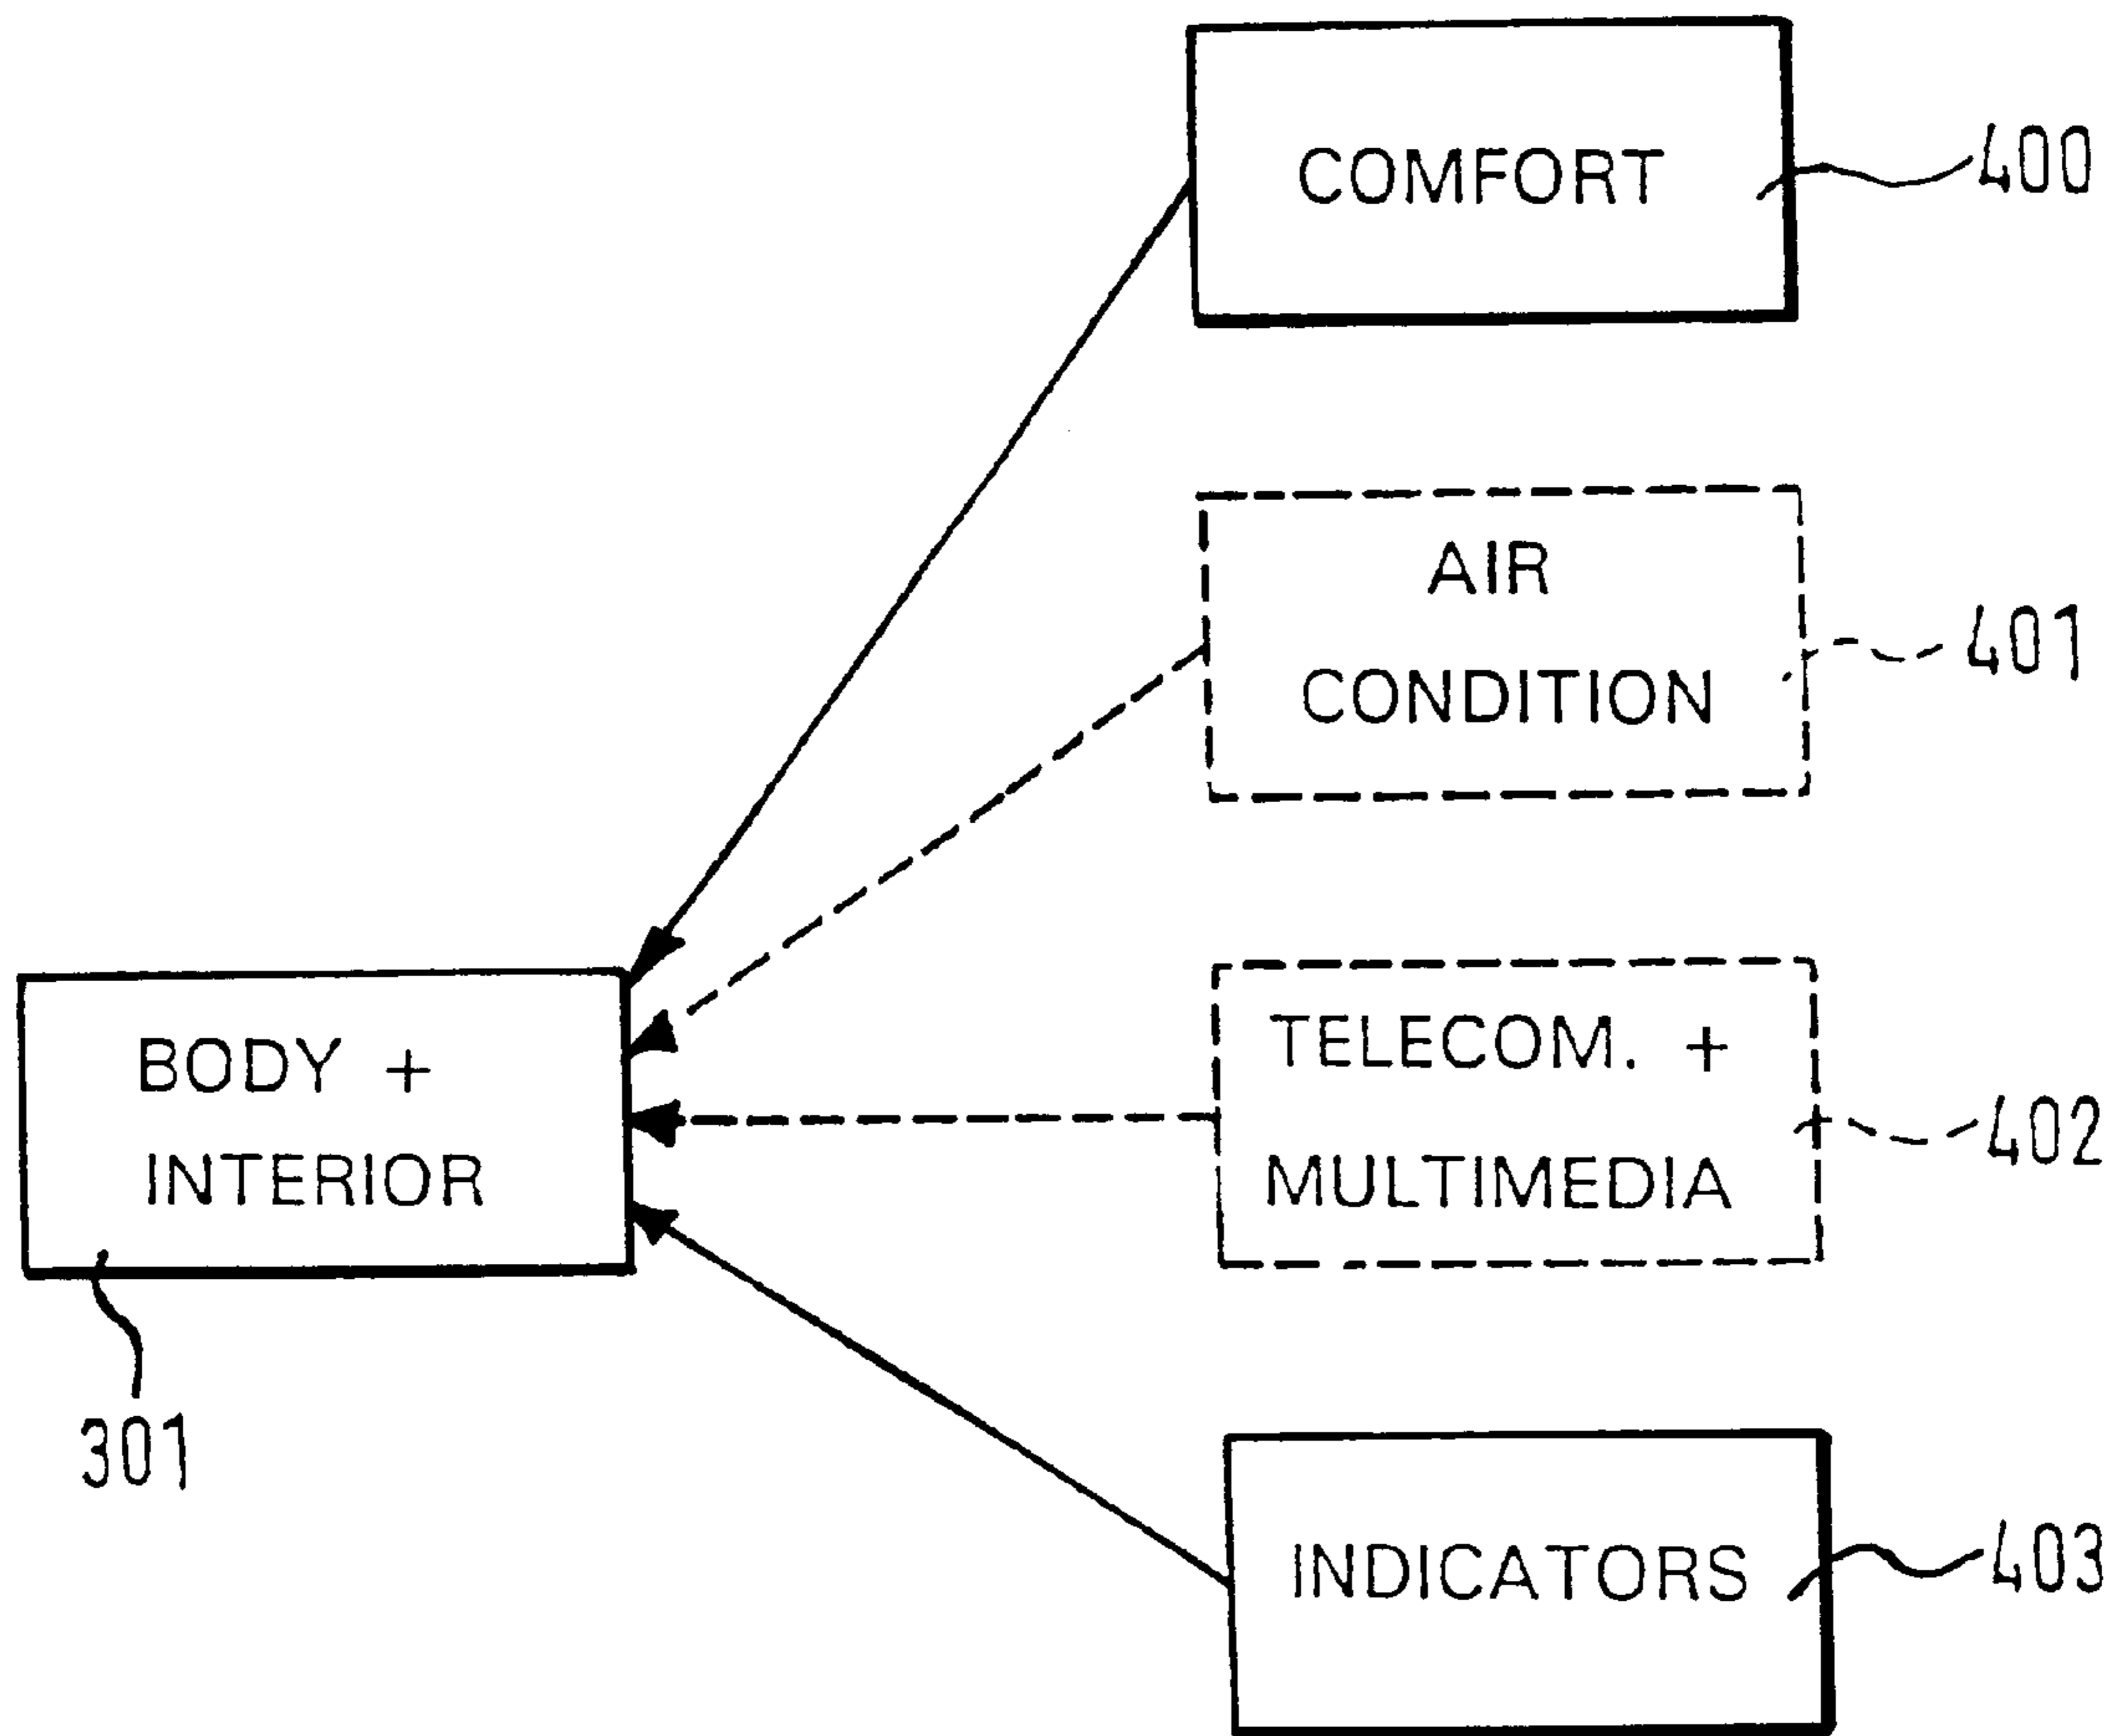 COMFORT
400
AIR
CONDITION
401
BODY +
INTERIOR
301
TELECOM. +
MULTIMEDIA
402
INDICATORS
403